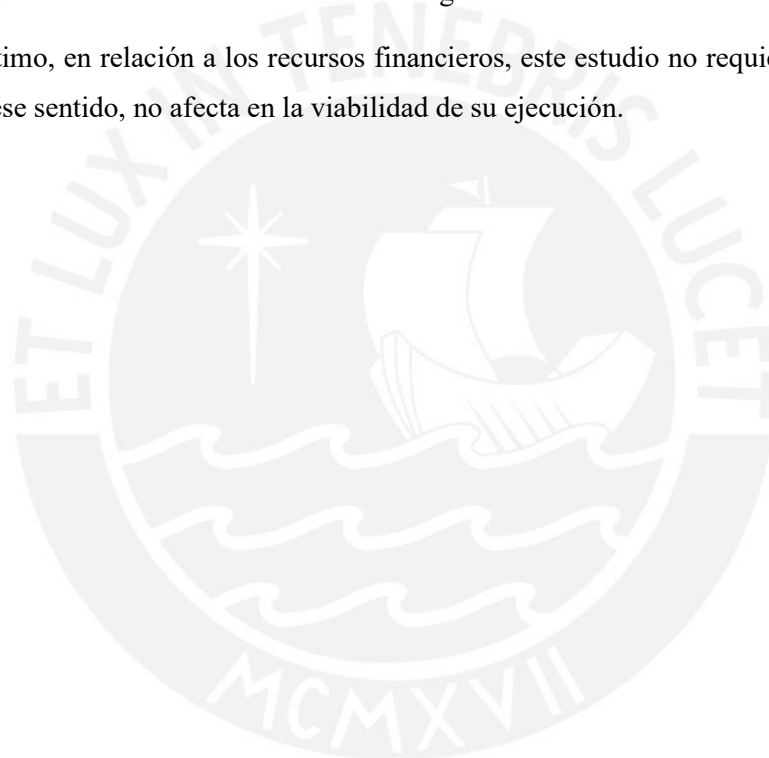 timo, en relación a los recursos financieros, este estudio no requi
ese sentido, no afecta en la viabilidad de su ejecución.
ET LUX IN TENEBRIS LUCET
MCMXVII